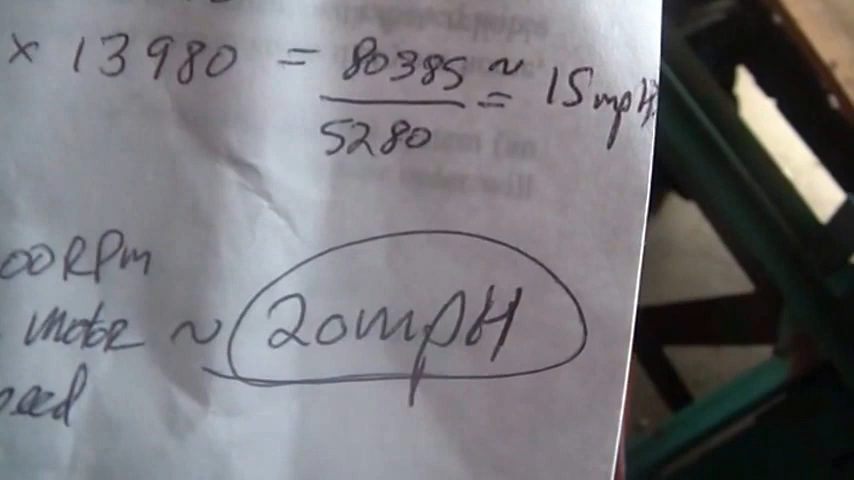 × 13980 = 80385 ≅ 15mpH
5280
00RPM
motor ~ 20mpH
eed